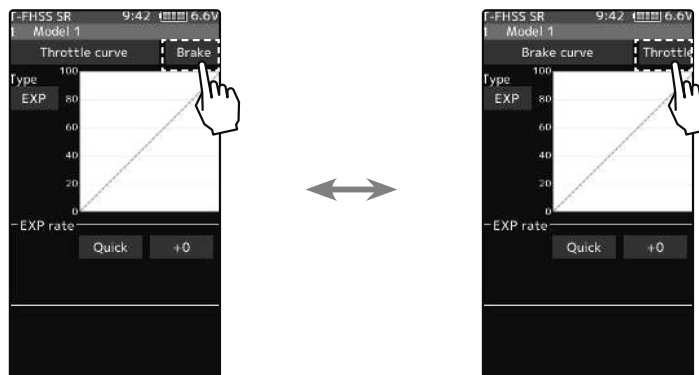 T-FHSS SR 9:42 6.6V
1 Model 1
Throttle curve Brake
Type
EXP
100
80
60
40
20
0
EXP rate
Quick +0
T-FHSS SR 9:42 6.6V
1 Model 1
Brake curve Throttle
Type
EXP
100
80
60
40
20
0
EXP rate
Quick +0